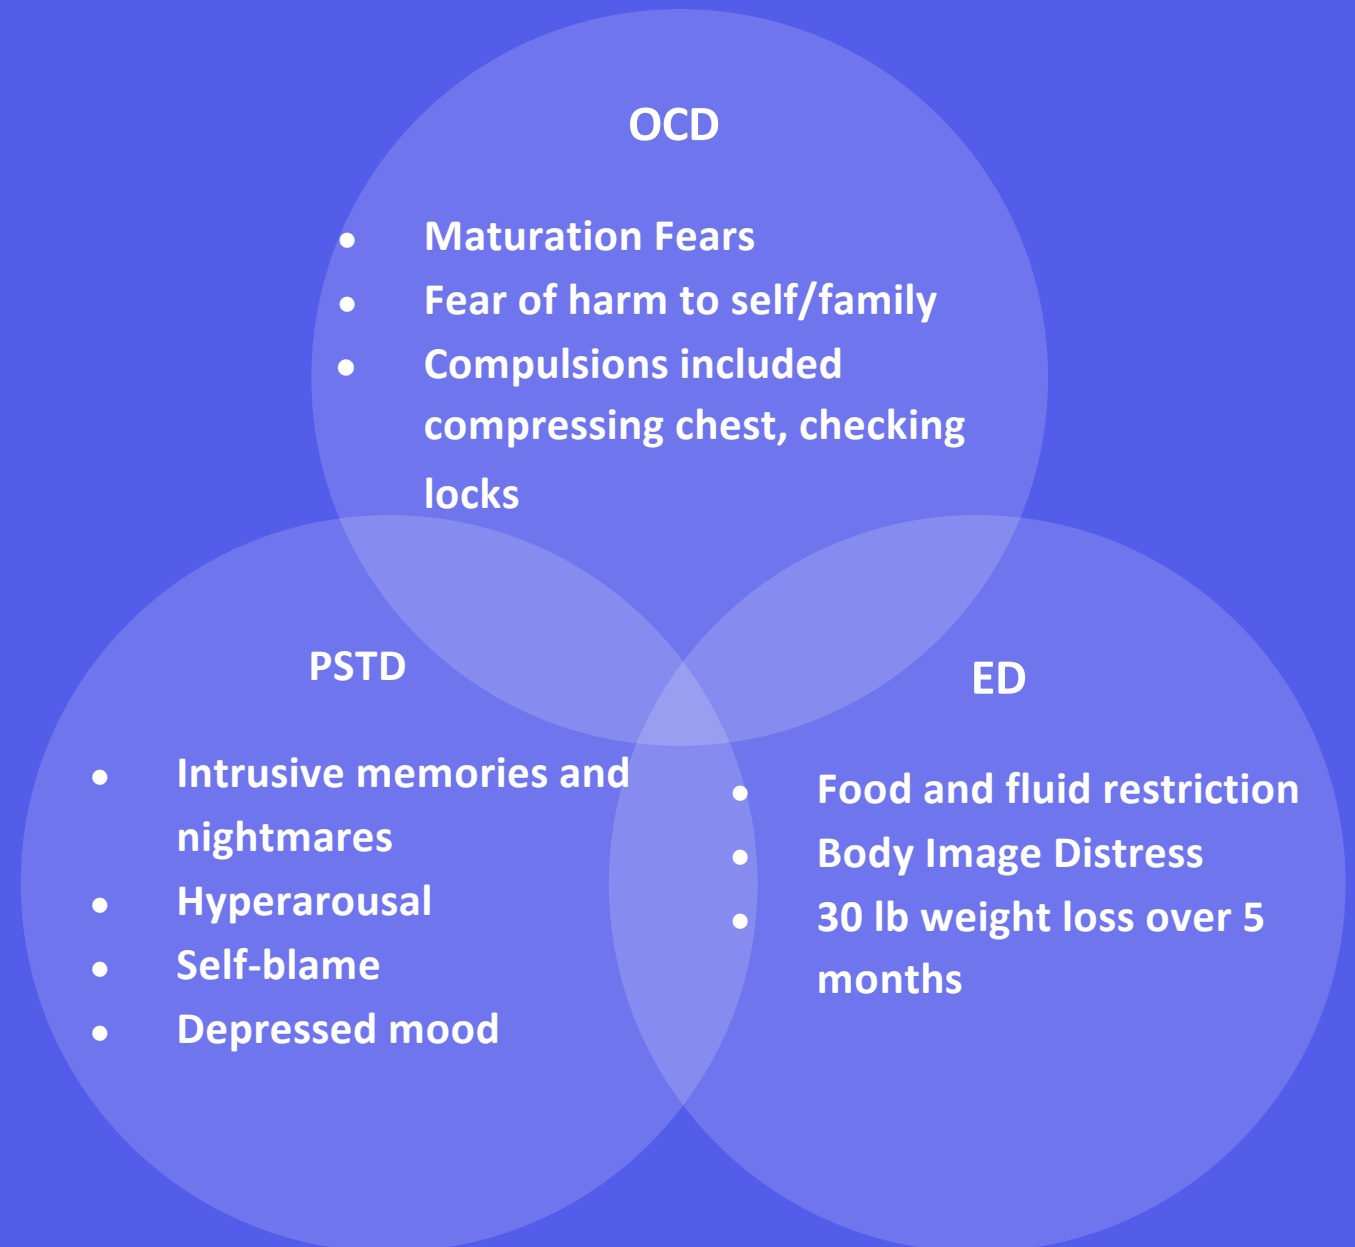 OCD
● Maturation Fears
● Fear of harm to self/family
● Compulsions included
compressing chest, checking
locks
PSTD
● Intrusive memories and
nightmares
● Hyperarousal
● Self-blame
● Depressed mood
ED
● Food and fluid restriction
● Body Image Distress
● 30 lb weight loss over 5
months